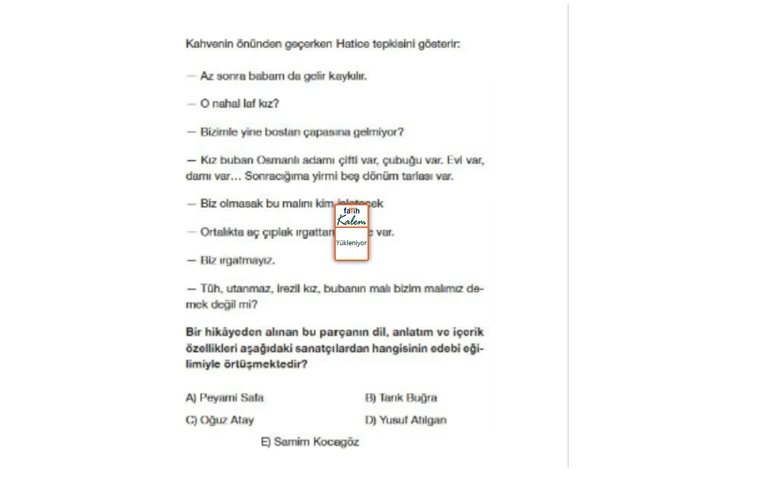 Kahvenin önünden geçerken Hatice tepkisini gösterir:
— Az sonra babam da gelir kaykılır.
— O nahal laf kız?
— Bizimle yine bostan çapasına gelmiyor?
— Kız buban Osmanlı adamı çifti var, çubuğu var. Evi var,
damı var... Sonracığıma yirmi beş dönüm tarlası var.
— Biz olmasak bu malını kim işletecek
fatih
Kalem
Yükleniyor
— Ortalıkta aç çıplak ırgattan var.
— Biz ırgatmayız.
— Tüh, utanmaz, irezil kız, bubanın malı bizim malımız de-
mek değil mi?
Bir hikâyeden alınan bu parçanın dil, anlatım ve içerik
özellikleri aşağıdaki sanatçılardan hangisinin edebî eği-
limiyle örtüşmektedir?
A) Peyami Safa B) Tarık Buğra
C) Oğuz Atay D) Yusuf Atılgan
E) Samim Kocagöz